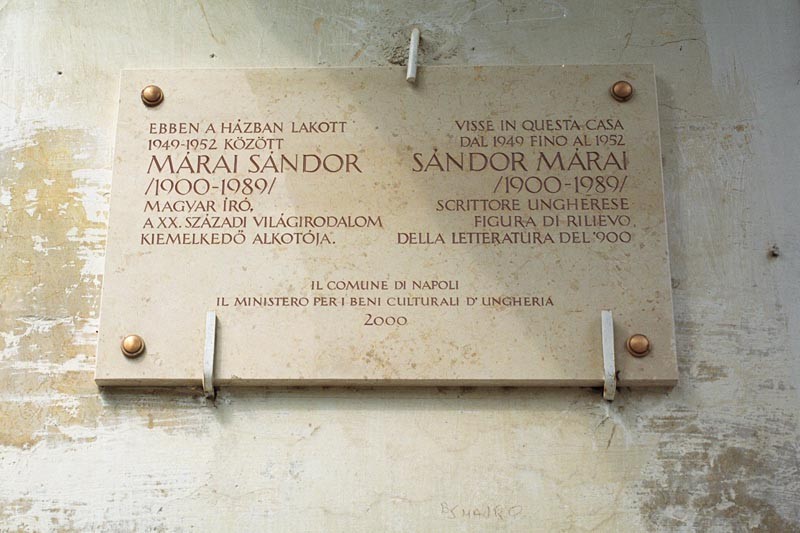 EBBEN A HÁZBAN LAKOTT
1949-1952 KÖZÖTT
MÁRAI SÁNDOR
/1900-1989/
MAGYAR ÍRÓ,
A XX. SZÁZADI VILÁGIRODALOM
KIEMELKEDŐ ALKOTÓJA.
VISSE IN QUESTA CASA
DAL 1949 FINO AL 1952
SÁNDOR MÁRAI
/1900-1989/
SCRITTORE UNGHERESE
FIGURA DI RILIEVO
DELLA LETTERATURA DEL '900
IL COMUNE DI NAPOLI
IL MINISTERO PER I BENI CULTURALI D'UNGHERIA
2000